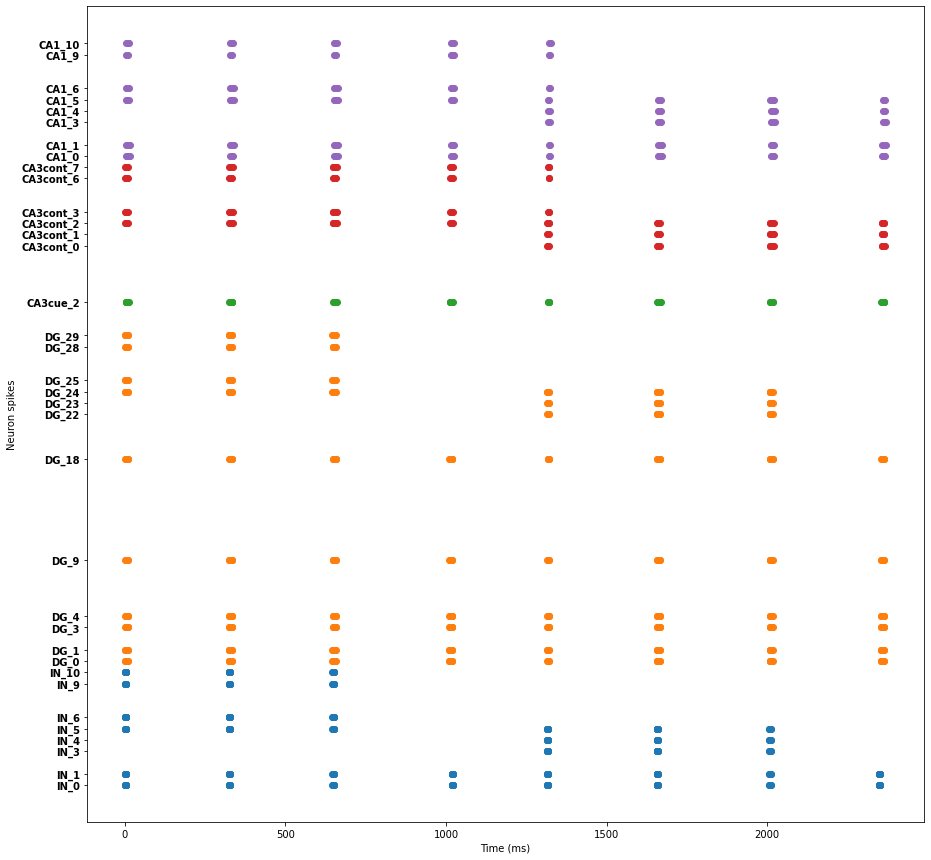 CA1_10
CA1_9
CA1_6
CA1_5
CA1_4
CA1_3
CA1_1
CA1_0
CA3cont_7
CA3cont_6
CA3cont_3
CA3cont_2
CA3cont_1
CA3cont_0
CA3cue_2
DG_29
DG_28
DG_25
DG_24
DG_23
DG_22
DG_18
DG_9
DG_4
DG_3
DG_1
DG_0
IN_10
IN_9
IN_6
IN_5
IN_4
IN_3
IN_1
IN_0
Neuron spikes
0 500 1000 1500 2000
Time (ms)